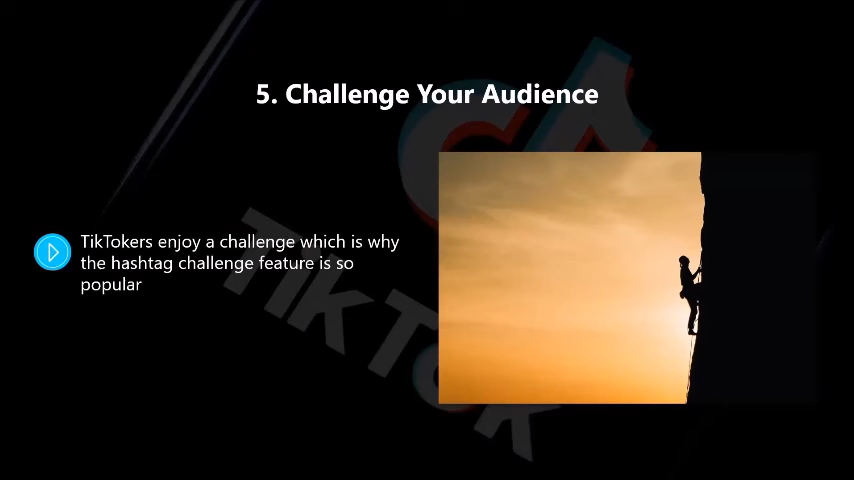 5. Challenge Your Audience
TikTokers enjoy a challenge which is why
the hashtag challenge feature is so
popular
TikTok